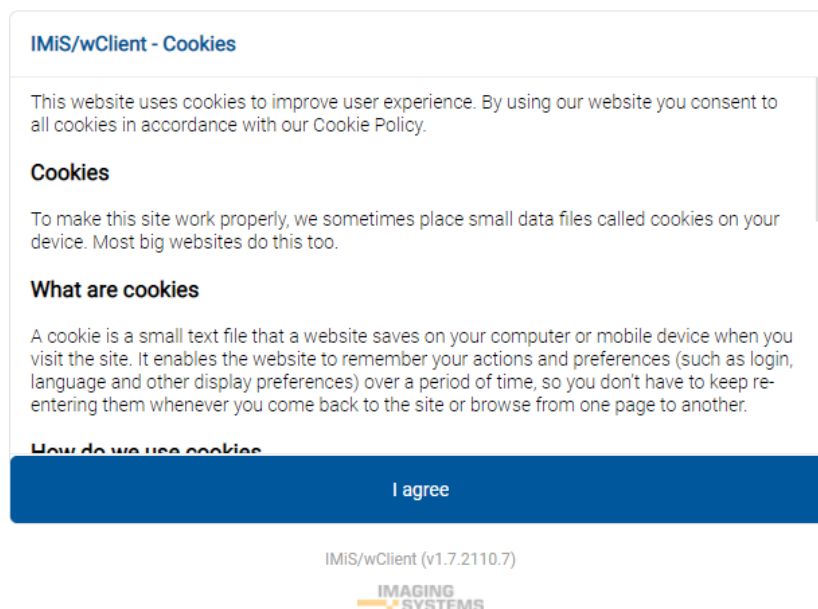 IMiS/wClient - Cookies
This website uses cookies to improve user experience. By using our website you consent to
all cookies in accordance with our Cookie Policy.
Cookies
To make this site work properly, we sometimes place small data files called cookies on your
device. Most big websites do this too.
What are cookies
A cookie is a small text file that a website saves on your computer or mobile device when you
visit the site. It enables the website to remember your actions and preferences (such as login,
language and other display preferences) over a period of time, so you don't have to keep re-
entering them whenever you come back to the site or browse from one page to another.
How do we use cookies
I agree
IMiS/wClient (v1.7.2110.7)
IMAGING
SYSTEMS